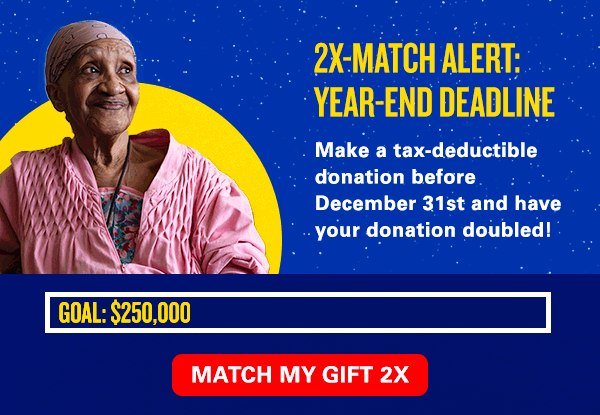 2X-MATCH ALERT:
YEAR-END DEADLINE
Make a tax-deductible
donation before
December 31st and have
your donation doubled!
GOAL: $250,000
MATCH MY GIFT 2X